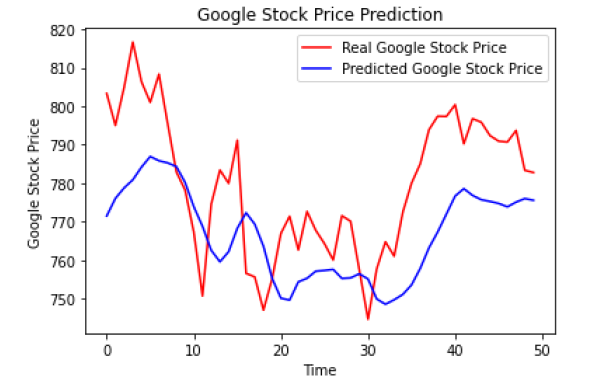 Google Stock Price Prediction
Real Google Stock Price
Predicted Google Stock Price
Google Stock Price
820
810
800
790
780
770
760
750
0 10 20 30 40 50
Time